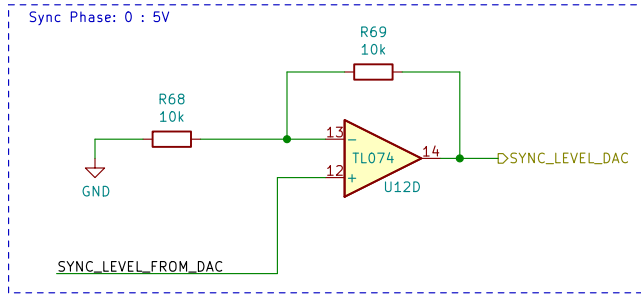 Sync Phase: 0 : 5V
R69
10k
R68
10k
13
−
TL074
14
SYNC_LEVEL_DAC
12
+
U12D
GND
SYNC_LEVEL_FROM_DAC